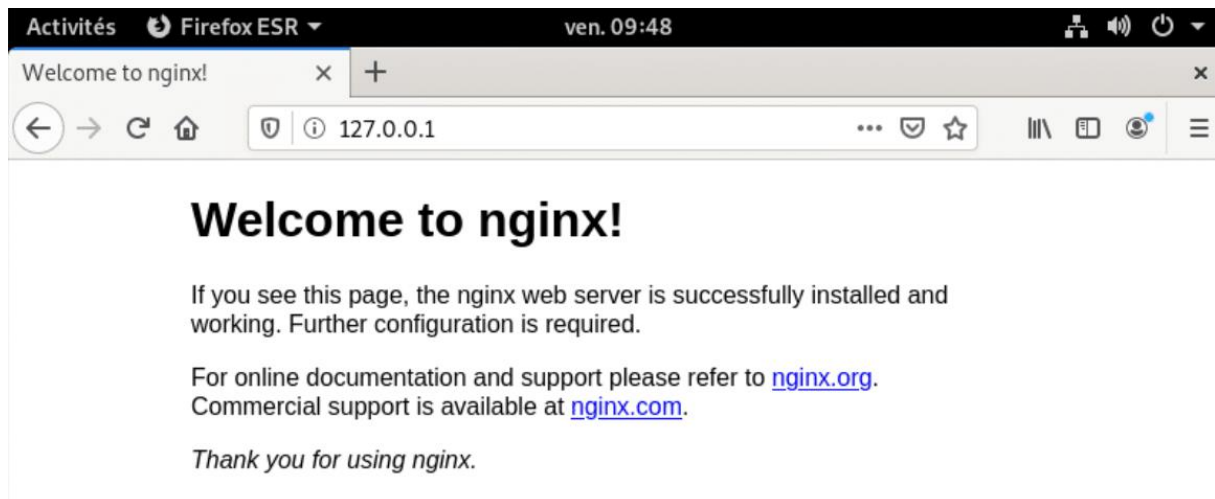 Activités Firefox ESR ven. 09:48
Welcome to nginx!
127.0.0.1
Welcome to nginx!
If you see this page, the nginx web server is successfully installed and
working. Further configuration is required.
For online documentation and support please refer to nginx.org.
Commercial support is available at nginx.com.
Thank you for using nginx.